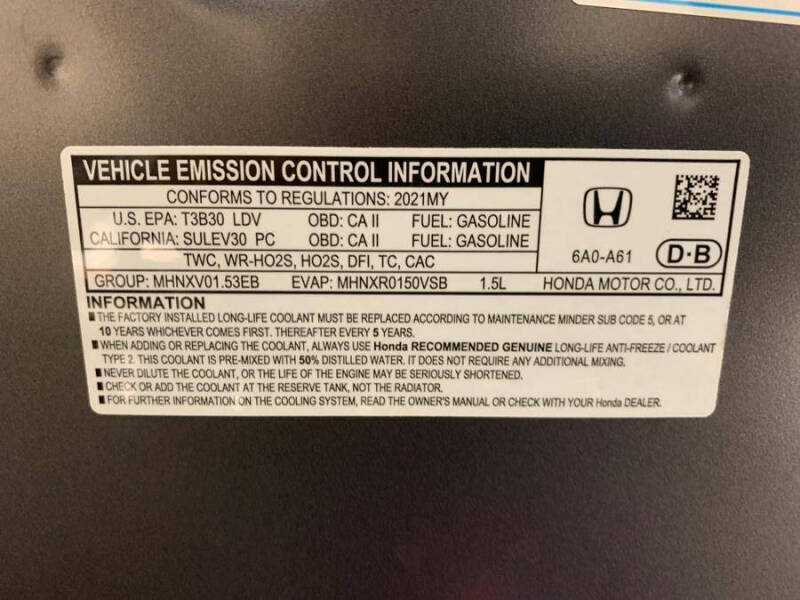 VEHICLE EMISSION CONTROL INFORMATION
CONFORMS TO REGULATIONS: 2021MY
U.S. EPA: T3B30 LDV OBD: CA II FUEL: GASOLINE
CALIFORNIA: SULEV30 PC OBD: CA II FUEL: GASOLINE
TWC, WR-HO2S, HO2S, DFI, TC, CAC
6A0-A61 D-B
GROUP: MHNXV01.53EB EVAP: MHNXR0150VSB 1.5L HONDA MOTOR CO., LTD.
INFORMATION
■ THE FACTORY INSTALLED LONG-LIFE COOLANT MUST BE REPLACED ACCORDING TO MAINTENANCE MINDER SUB CODE 5, OR AT
10 YEARS WHICHEVER COMES FIRST. THEREAFTER EVERY 5 YEARS.
■ WHEN ADDING OR REPLACING THE COOLANT, ALWAYS USE Honda RECOMMENDED GENUINE LONG-LIFE ANTI-FREEZE / COOLANT
TYPE 2. THIS COOLANT IS PRE-MIXED WITH 50% DISTILLED WATER. IT DOES NOT REQUIRE ANY ADDITIONAL MIXING.
■ NEVER DILUTE THE COOLANT, OR THE LIFE OF THE ENGINE MAY BE SERIOUSLY SHORTENED.
■ CHECK OR ADD THE COOLANT AT THE RESERVE TANK, NOT THE RADIATOR.
■ FOR FURTHER INFORMATION ON THE COOLING SYSTEM, READ THE OWNER'S MANUAL OR CHECK WITH YOUR Honda DEALER.